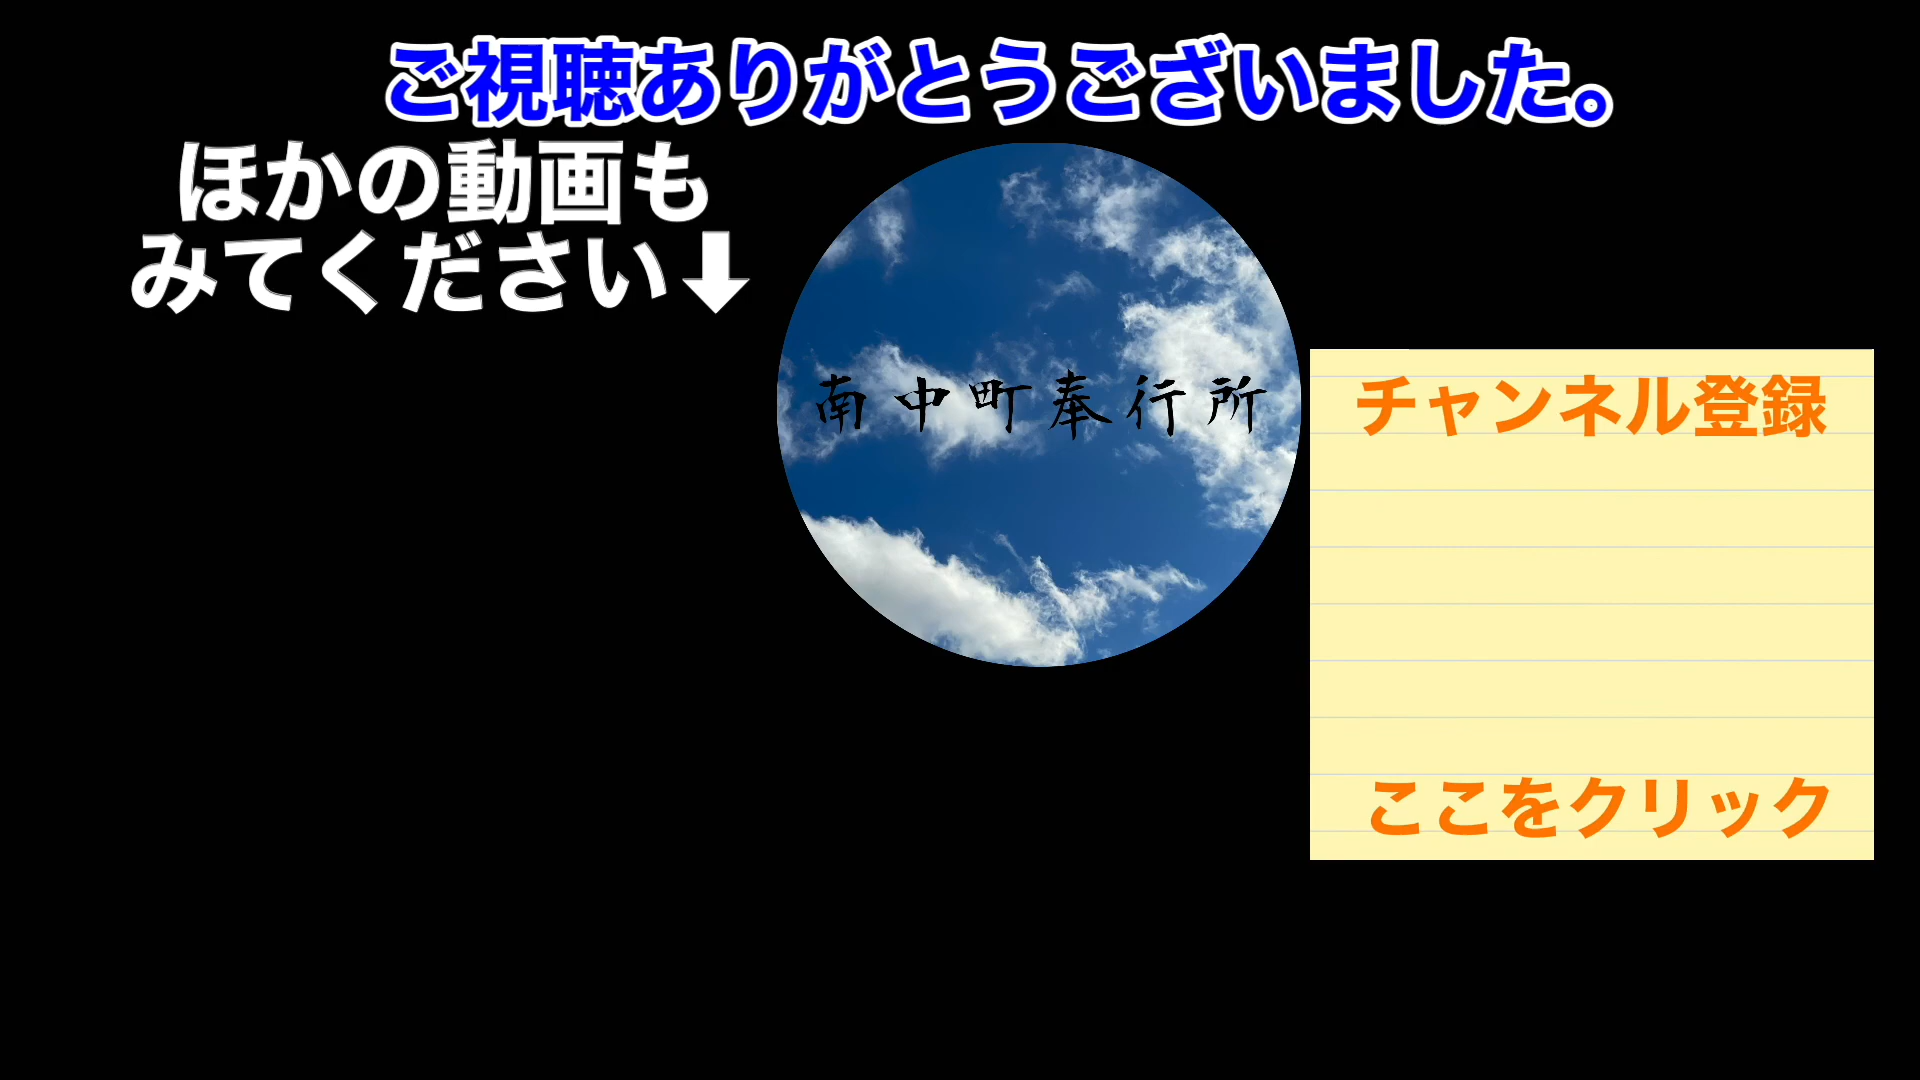 ご視聴ありがとうございました。
ほかの動画も
みてください⬇
南中町奉行所
チャンネル登録
ここをクリック